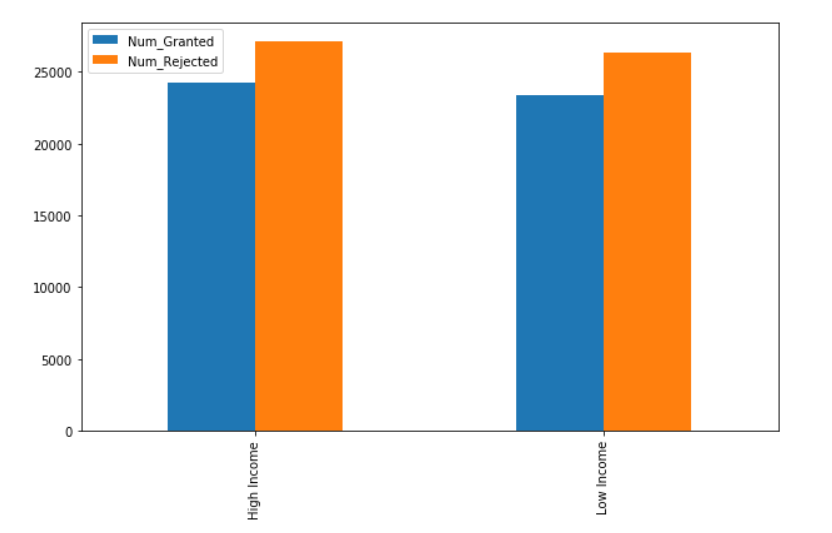 Num_Granted
Num_Rejected
25000
20000
15000
10000
5000
0
High Income
Low Income